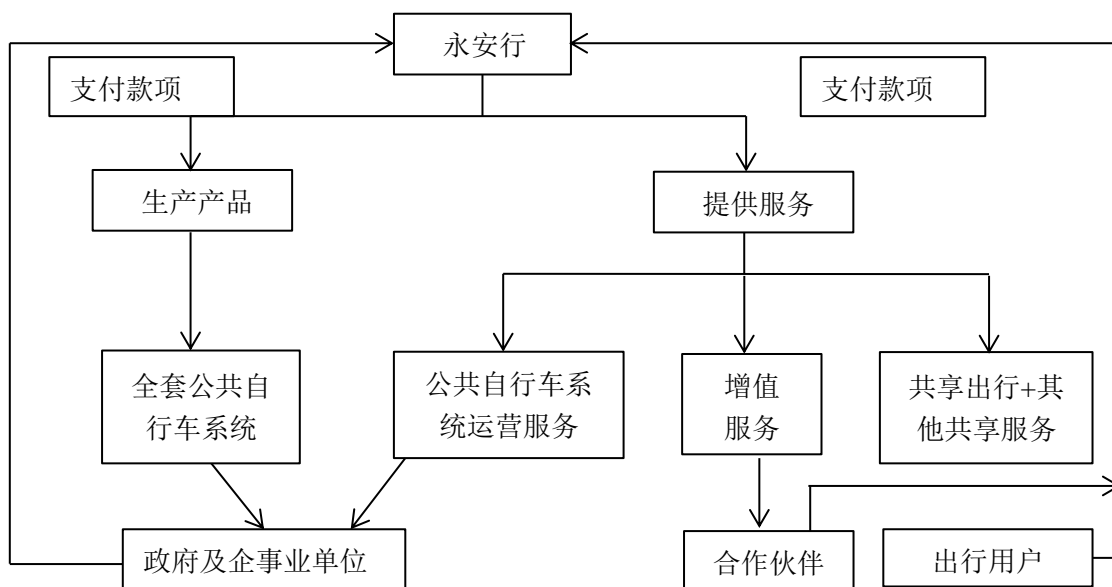 永安行
支付款项
支付款项
生产产品
提供服务
全套公共自
行车系统
公共自行车系
统运营服务
增值
服务
共享出行+其
他共享服务
政府及企事业单位
合作伙伴
出行用户